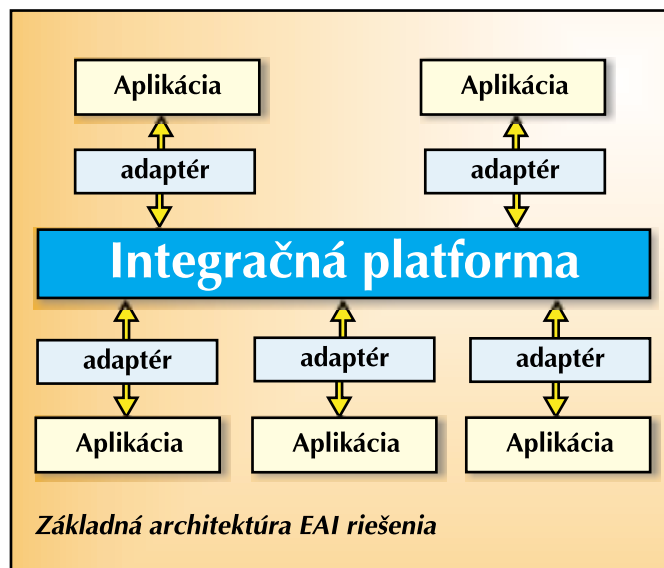 Aplikácia Aplikácia
adaptér adaptér
Integračná platforma
adaptér adaptér adaptér
Aplikácia Aplikácia Aplikácia
Základná architektúra EAI riešenia